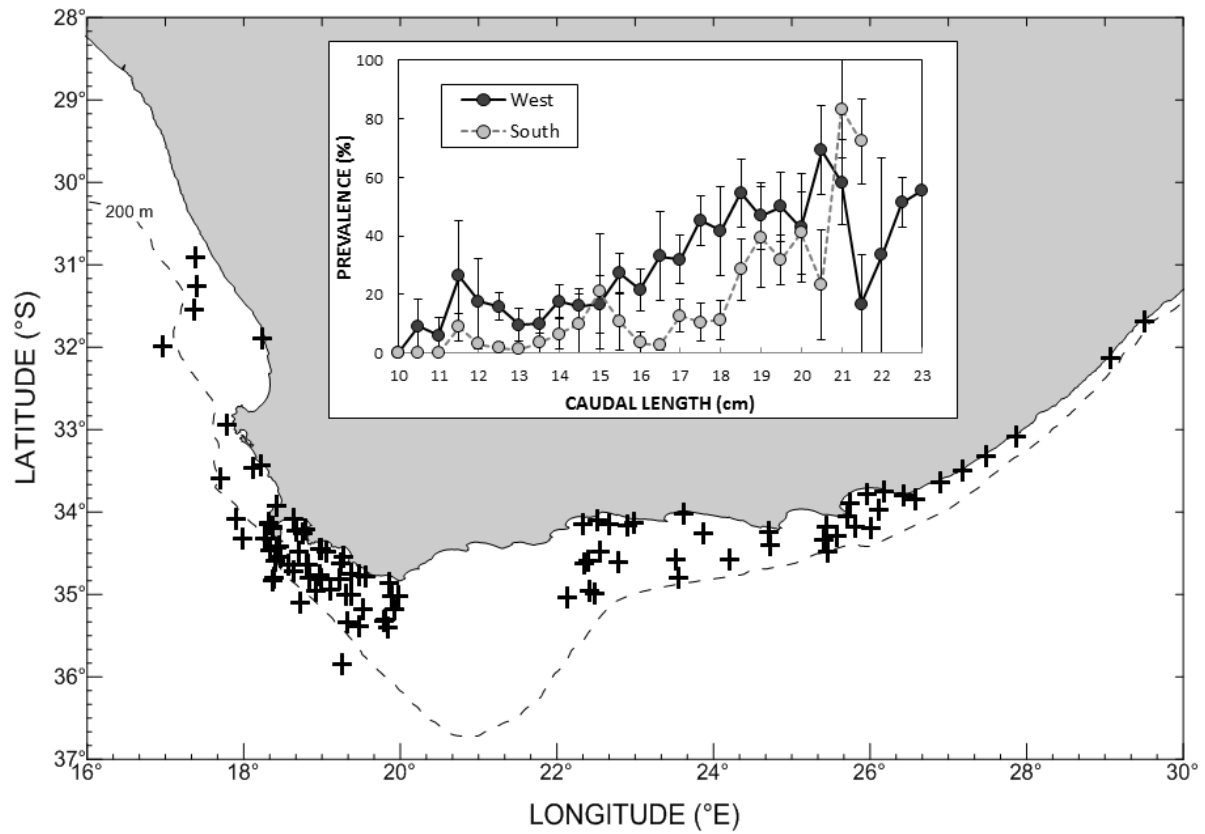 28°
29°
30°
31°
32°
33°
34°
35°
36°
37°
LATITUDE (°S)
200 m
100
80
60
40
20
0
PREVALENCE (%)
West
South
10 11 12 13 14 15 16 17 18 19 20 21 22 23
CAUDAL LENGTH (cm)
16° 18° 20° 22° 24° 26° 28° 30°
LONGITUDE (°E)